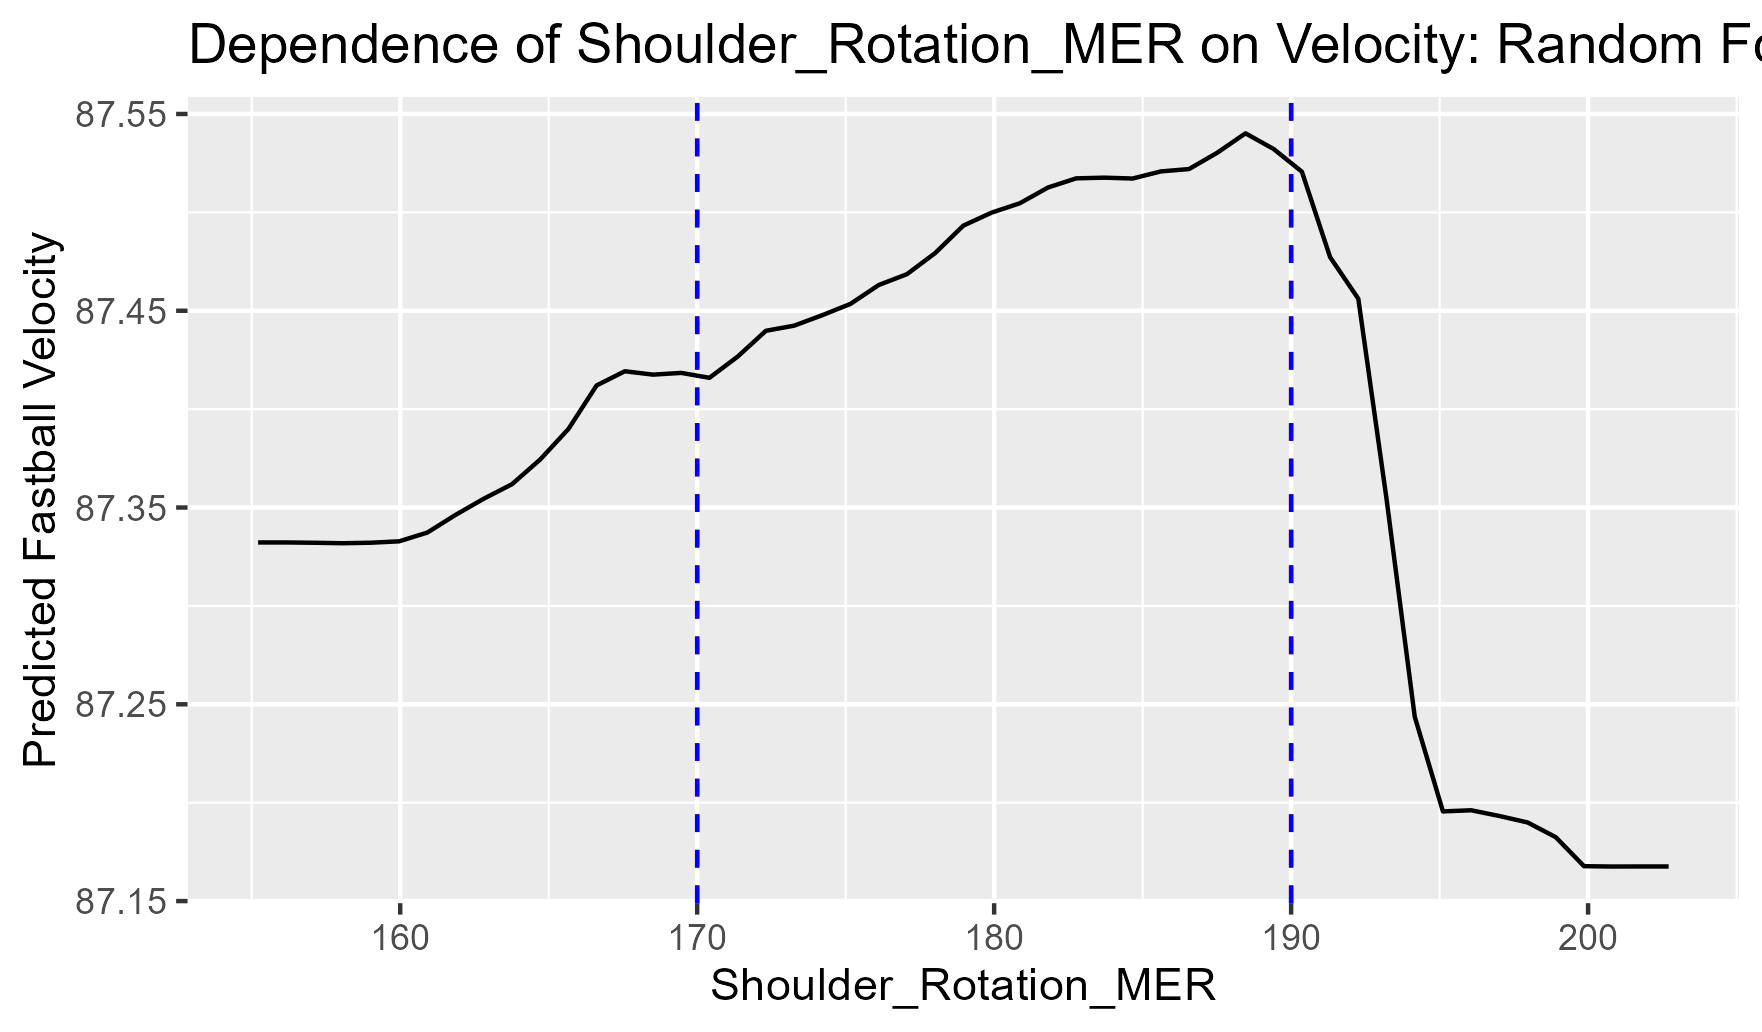 Dependence of Shoulder_Rotation_MER on Velocity: Random
87.55
87.45
87.35
87.25
87.15
Predicted Fastball Velocity
160 170 180 190 200
Shoulder_Rotation_MER